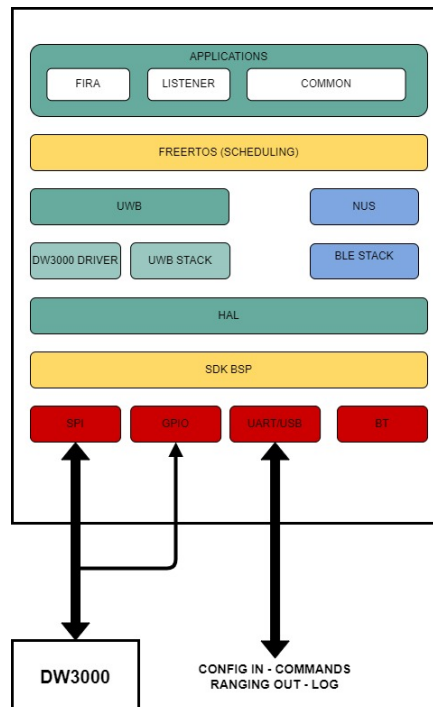 APPLICATIONS
FIRA
LISTENER
COMMON
FREERTOS (SCHEDULING)
UWB
NUS
DW3000 DRIVER
UWB STACK
BLE STACK
HAL
SDK BSP
SPI
GPIO
UART/USB
BT
DW3000
CONFIG IN - COMMANDS
RANGING OUT - LOG